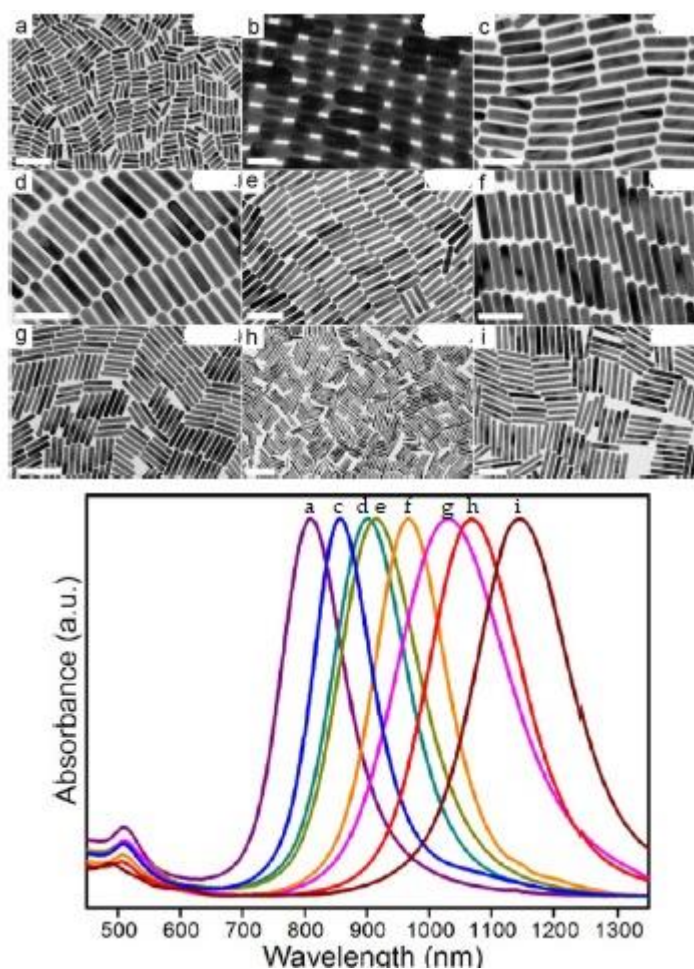 a b c
d e f
g h i
a c d e f g h i
Absorbance (a.u.)
500 600 700 800 900 1000 1100 1200 1300
Wavelength (nm)